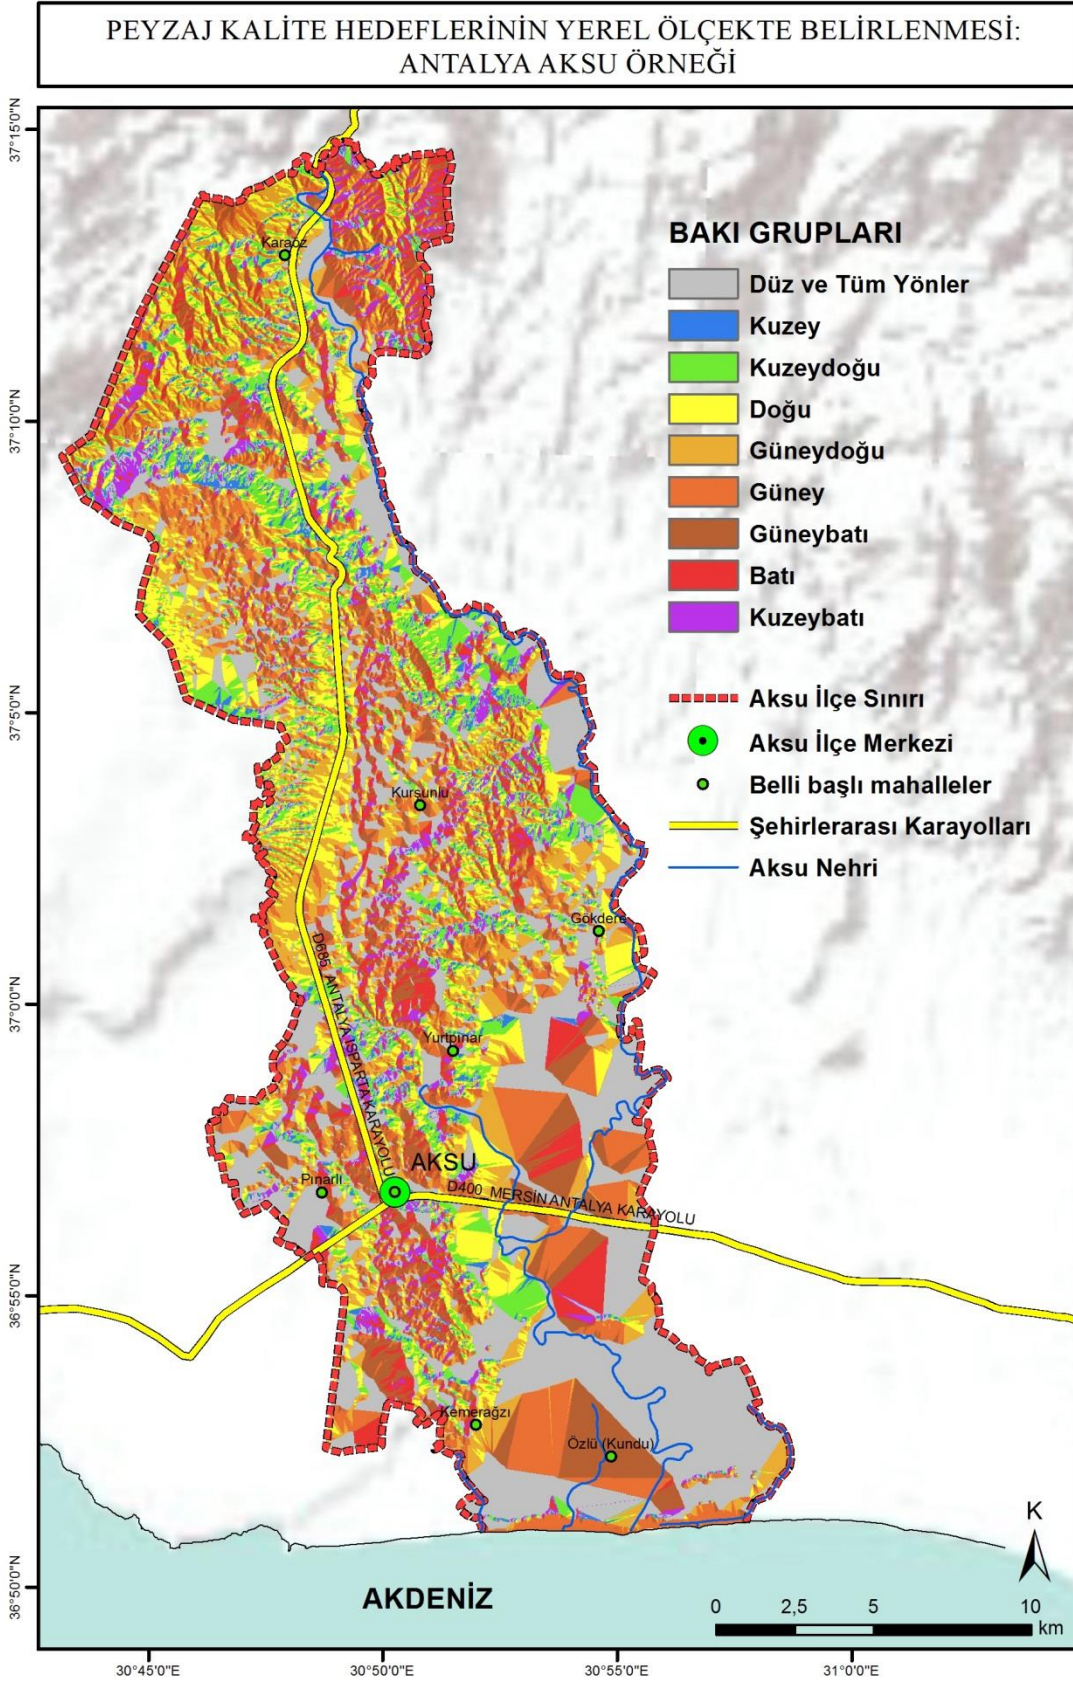 PEYZAJ KALİTE HEDEFLERİNİN YEREL ÖLÇEKTE BELİRLENMESİ:
ANTALYA AKSU ÖRNEĞİ
37°15'0"N
37°10'0"N
37°5'0"N
37°0'0"N
36°55'0"N
36°50'0"N
BAKI GRUPLARI
Düz ve Tüm Yönler
Kuzey
Kuzeydoğu
Doğu
Güneydoğu
Güney
Güneybatı
Batı
Kuzeybatı
Aksu İlçe Sınırı
Aksu İlçe Merkezi
Belli başlı mahalleler
Şehirlerarası Karayolları
Aksu Nehri
Karaöz
Kurşunlu
Gökdere
D685 ANTALYA ISPARTA KARAYOLU
Yurtpınar
AKSU
Pınarlı
D400 MERSİN ANTALYA KARAYOLU
Kemerağzı
Özlü (Kundu)
K
AKDENİZ
0 2,5 5 10
km
30°45'0"E 30°50'0"E 30°55'0"E 31°0'0"E